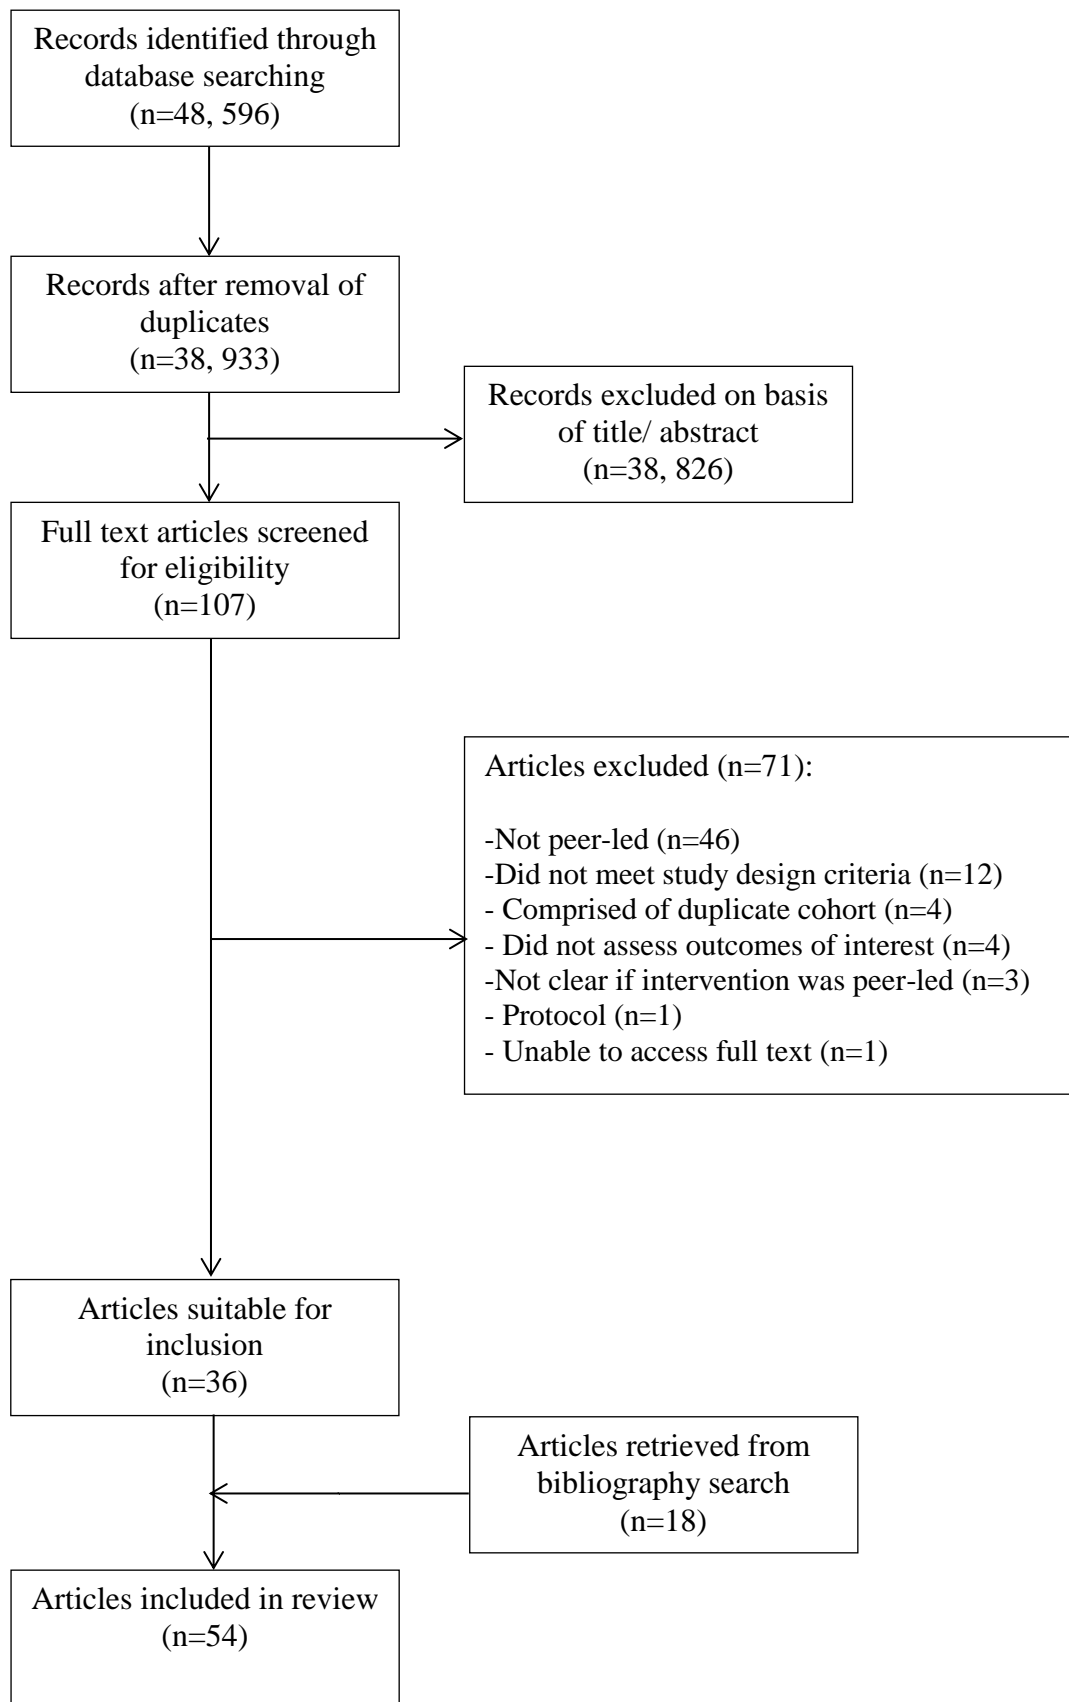 Records identified through
database searching
(n=48, 596)
Records after removal of
duplicates
(n=38, 933)
Records excluded on basis
of title/ abstract
(n=38, 826)
Full text articles screened
for eligibility
(n=107)
Articles excluded (n=71):
-Not peer-led (n=46)
-Did not meet study design criteria (n=12)
- Comprised of duplicate cohort (n=4)
- Did not assess outcomes of interest (n=4)
-Not clear if intervention was peer-led (n=3)
- Protocol (n=1)
- Unable to access full text (n=1)
Articles suitable for
inclusion
(n=36)
Articles retrieved from
bibliography search
(n=18)
Articles included in review
(n=54)